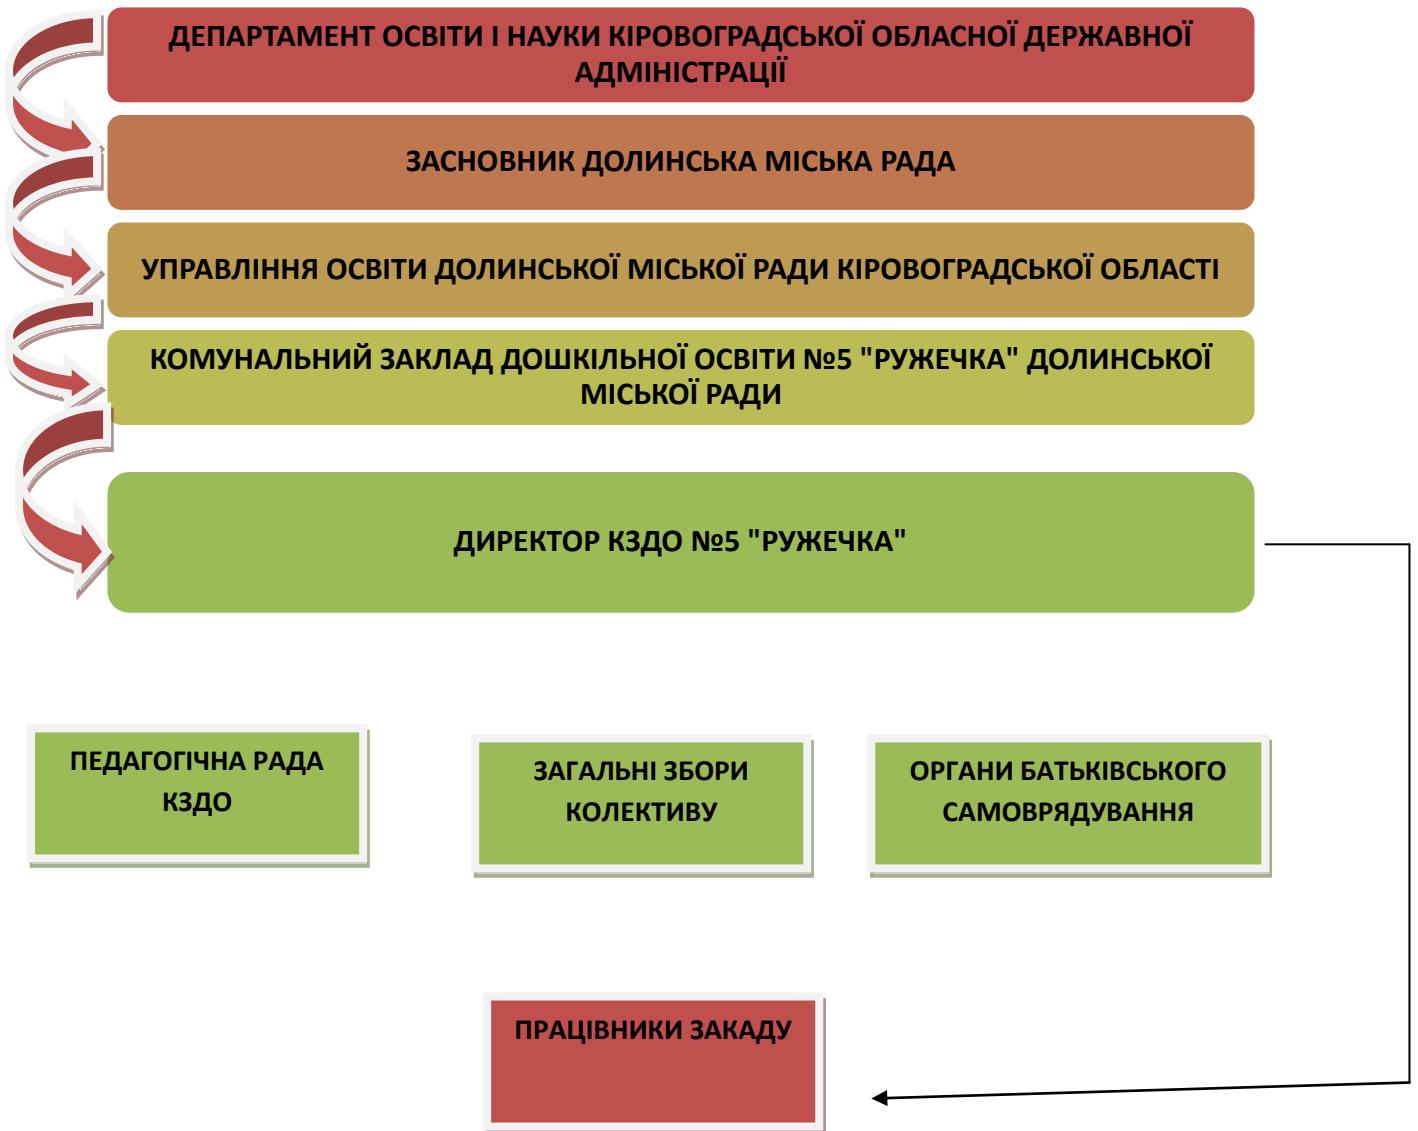 ДЕПАРТАМЕНТ ОСВІТИ І НАУКИ КІРОВОГРАДСЬКОЇ ОБЛАСНОЇ ДЕРЖАВНОЇ
АДМІНІСТРАЦІЇ
ЗАСНОВНИК ДОЛИНСЬКА МІСЬКА РАДА
УПРАВЛІННЯ ОСВІТИ ДОЛИНСЬКОЇ МІСЬКОЇ РАДИ КІРОВОГРАДСЬКОЇ ОБЛАСТІ
КОМУНАЛЬНИЙ ЗАКЛАД ДОШКІЛЬНОЇ ОСВІТИ №5 "РУЖЕЧКА" ДОЛИНСЬКОЇ
МІСЬКОЇ РАДИ
ДИРЕКТОР КЗДО №5 "РУЖЕЧКА"
ПЕДАГОГІЧНА РАДА
КЗДО
ЗАГАЛЬНІ ЗБОРИ
КОЛЕКТИВУ
ОРГАНИ БАТЬКІВСЬКОГО
САМОВРЯДУВАННЯ
ПРАЦІВНИКИ ЗАКАДУ